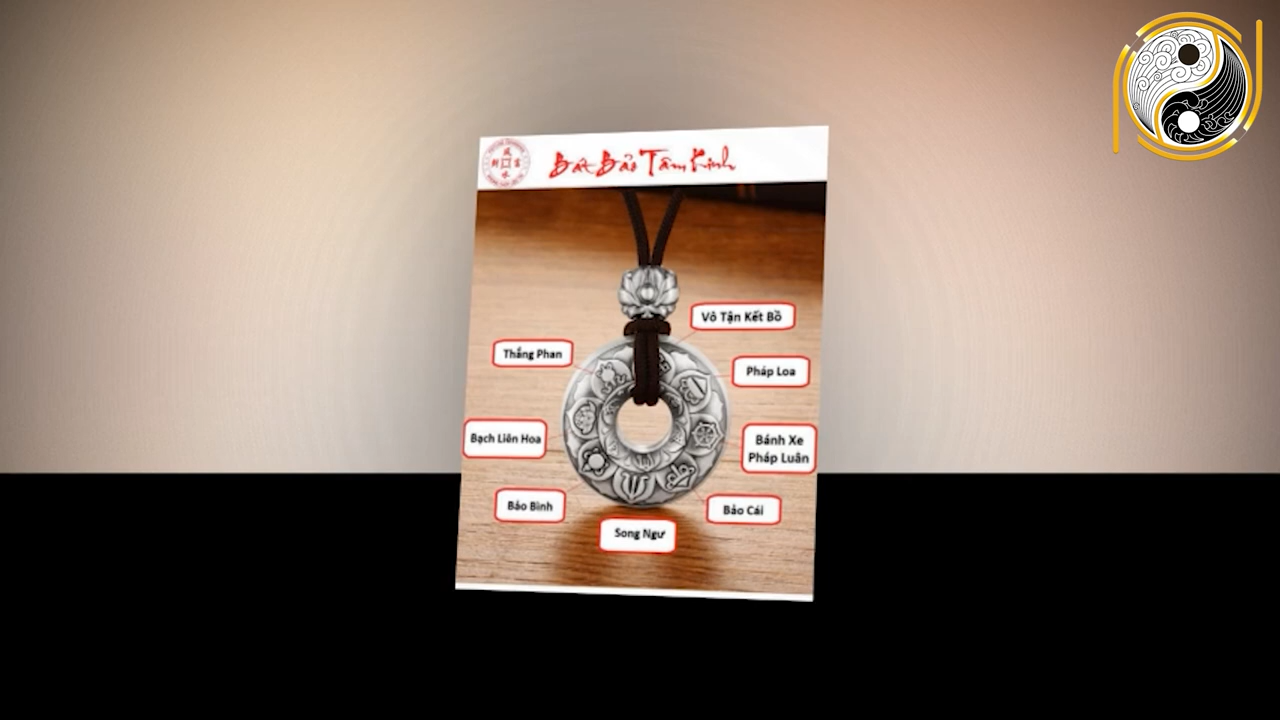 Bát Bảo Tâm Kinh
Vô Tận Kết Bồ
Thắng Phan
Pháp Loa
Bạch Liên Hoa
Bánh Xe
Pháp Luân
Bảo Bình
Bảo Cái
Song Ngư